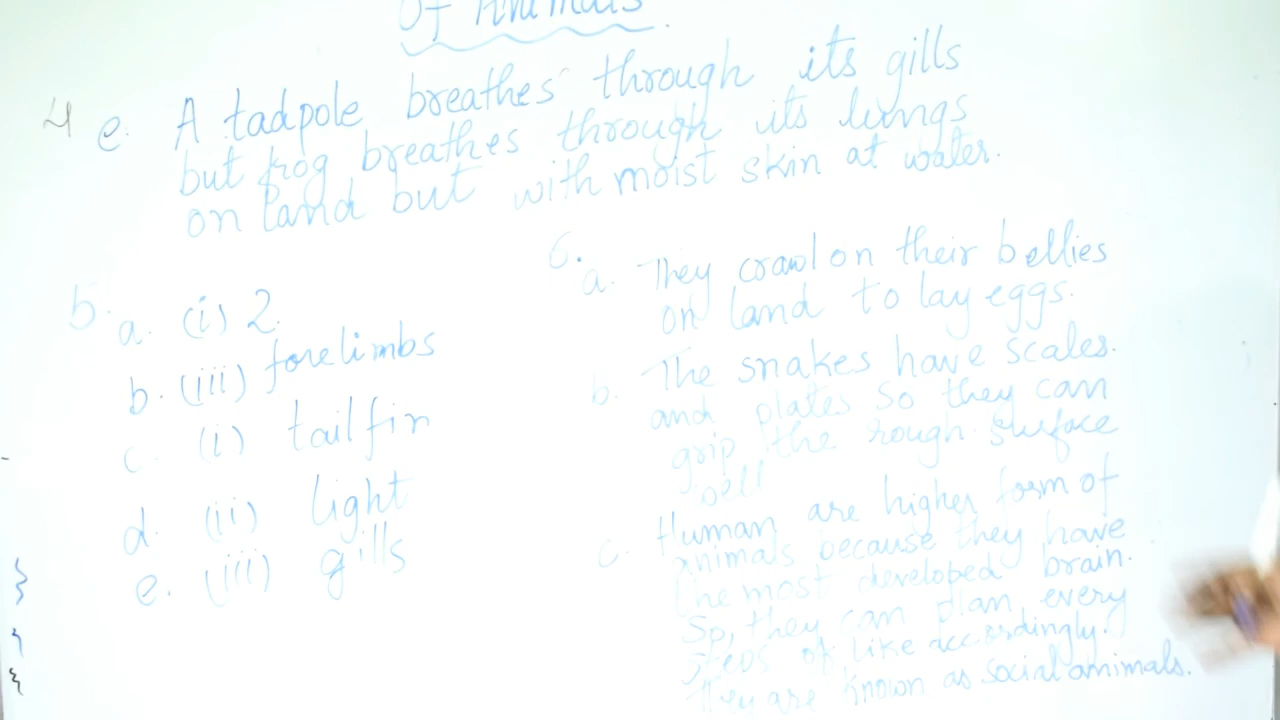 Of Animals
4 e. A tadpole breathes through its gills
but frog breathes through its lungs
on land but with moist skin at water.
5. a. (i) 2
b. (iii) forelimbs
c. (i) tailfin
d. (ii) light
e. (iii) gills
6. a. They crawl on their bellies
on land to lay eggs.
b. The snakes have scales.
and plates so they can
grip the rough surface
c. Human are higher form of
animals because they have
the most developed brain.
So, they can plan every
steps of like accordingly.
They are known as social animals.